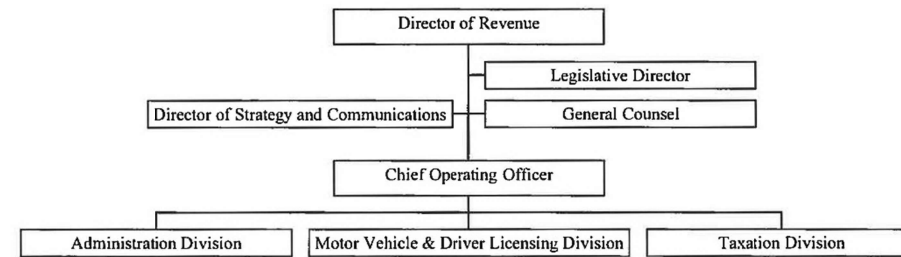 Director of Revenue
Legislative Director
Director of Strategy and Communications
General Counsel
Chief Operating Officer
Administration Division
Motor Vehicle & Driver Licensing Division
Taxation Division